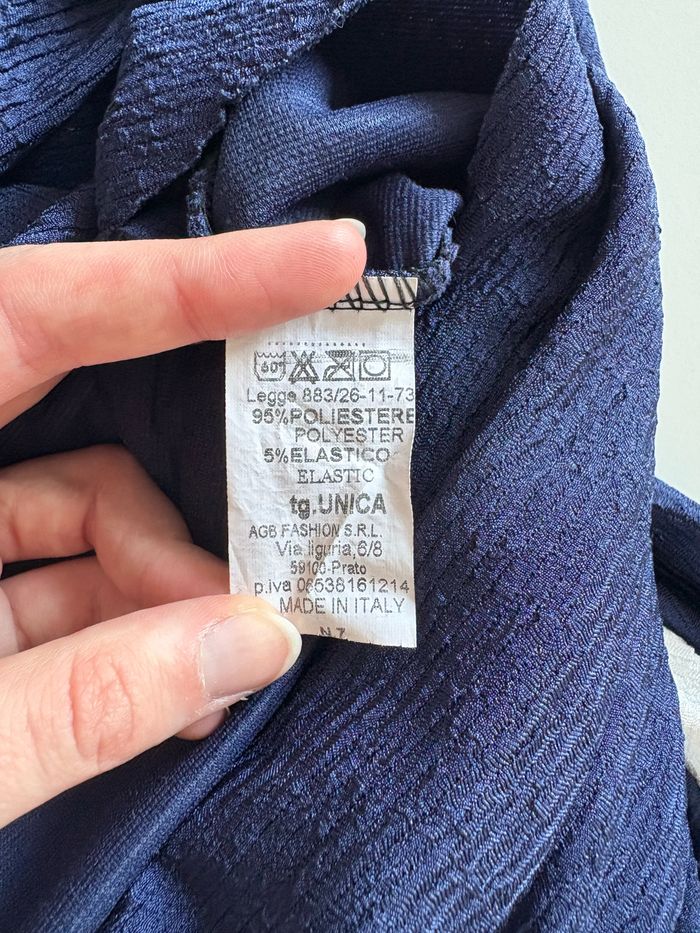 60°
Legge 883/26-11-73
95%POLIESTERE
POLYESTER
5%ELASTICO
ELASTIC
tg.UNICA
AGB FASHION S.R.L.
Via liguria,6/8
59100-Prato
p.iva 06538161214
MADE IN ITALY